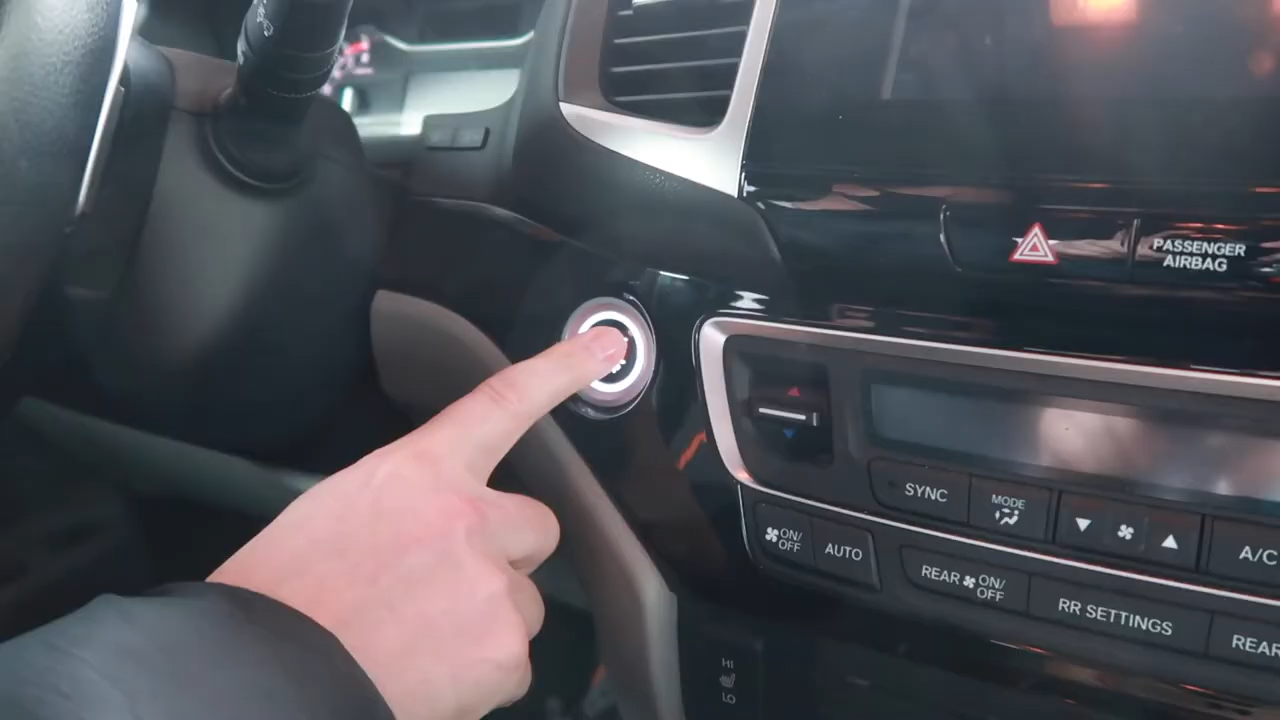 PASSENGER
AIRBAG
SYNC
MODE
ON/
OFF
AUTO
A/C
REAR ON/
OFF
RR SETTINGS
REAR
HI
LO